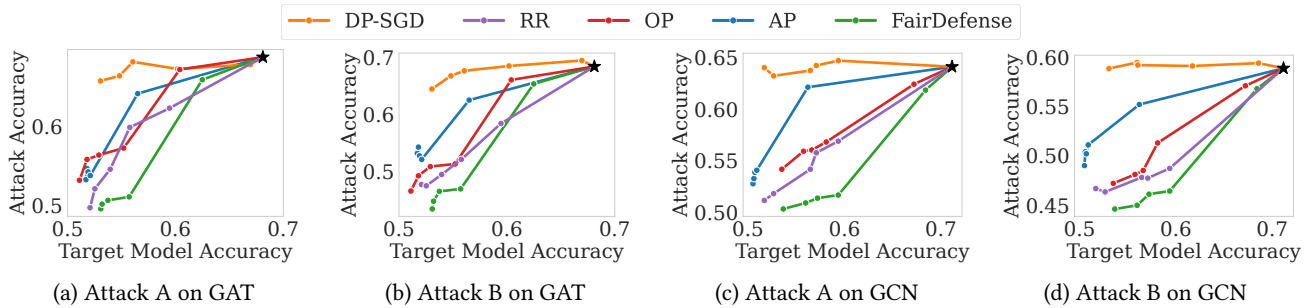 DP-SGD RR OP AP FairDefense
Attack Accuracy
0.6
0.5
0.5 0.6 0.7
Target Model Accuracy
(a) Attack A on GAT
Attack Accuracy
0.7
0.6
0.5
0.5 0.6 0.7
Target Model Accuracy
(b) Attack B on GAT
Attack Accuracy
0.65
0.60
0.55
0.50
0.5 0.6 0.7
Target Model Accuracy
(c) Attack A on GCN
Attack Accuracy
0.60
0.55
0.50
0.45
0.5 0.6 0.7
Target Model Accuracy
(d) Attack B on GCN